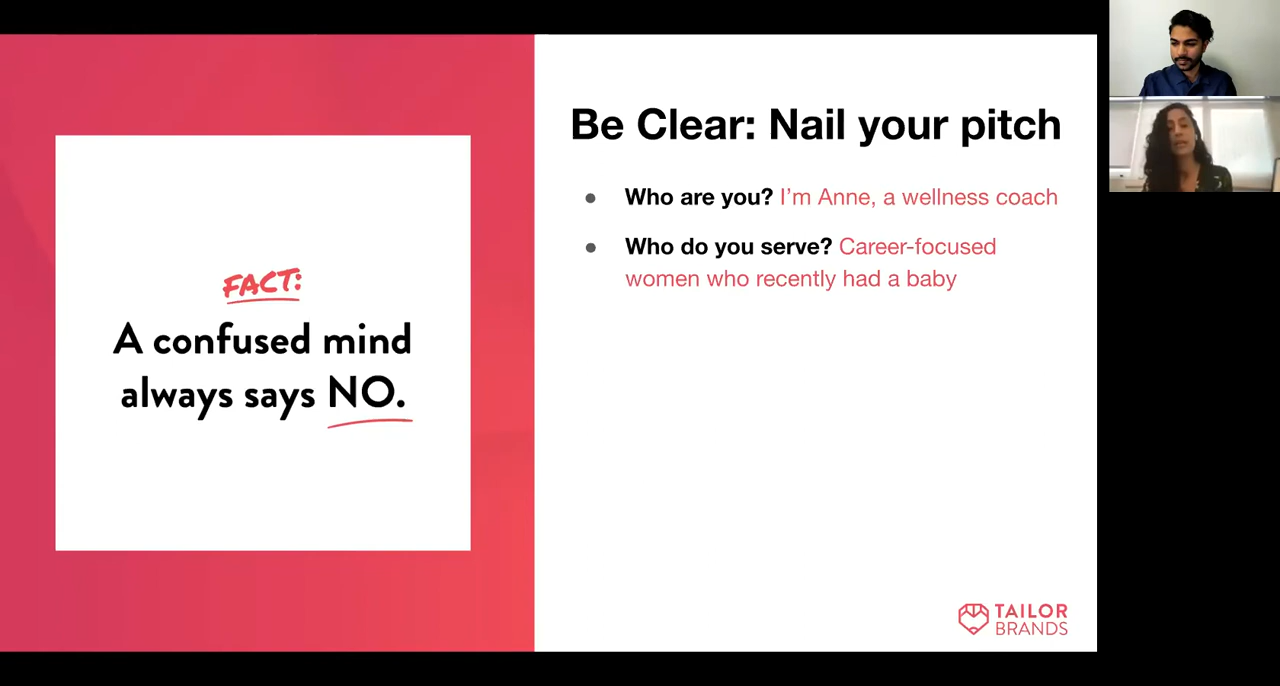 FACT:
A confused mind
always says NO.
Be Clear: Nail your pitch
● Who are you? I’m Anne, a wellness coach
● Who do you serve? Career-focused
women who recently had a baby
TAILOR
BRANDS